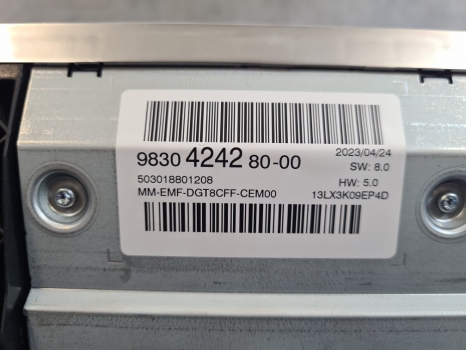 9830 4242 80-00
2023/04/24
SW: 8.0
503018801208
HW: 5.0
MM-EMF-DGT8CFF-CEM00
13LX3K09EP4D